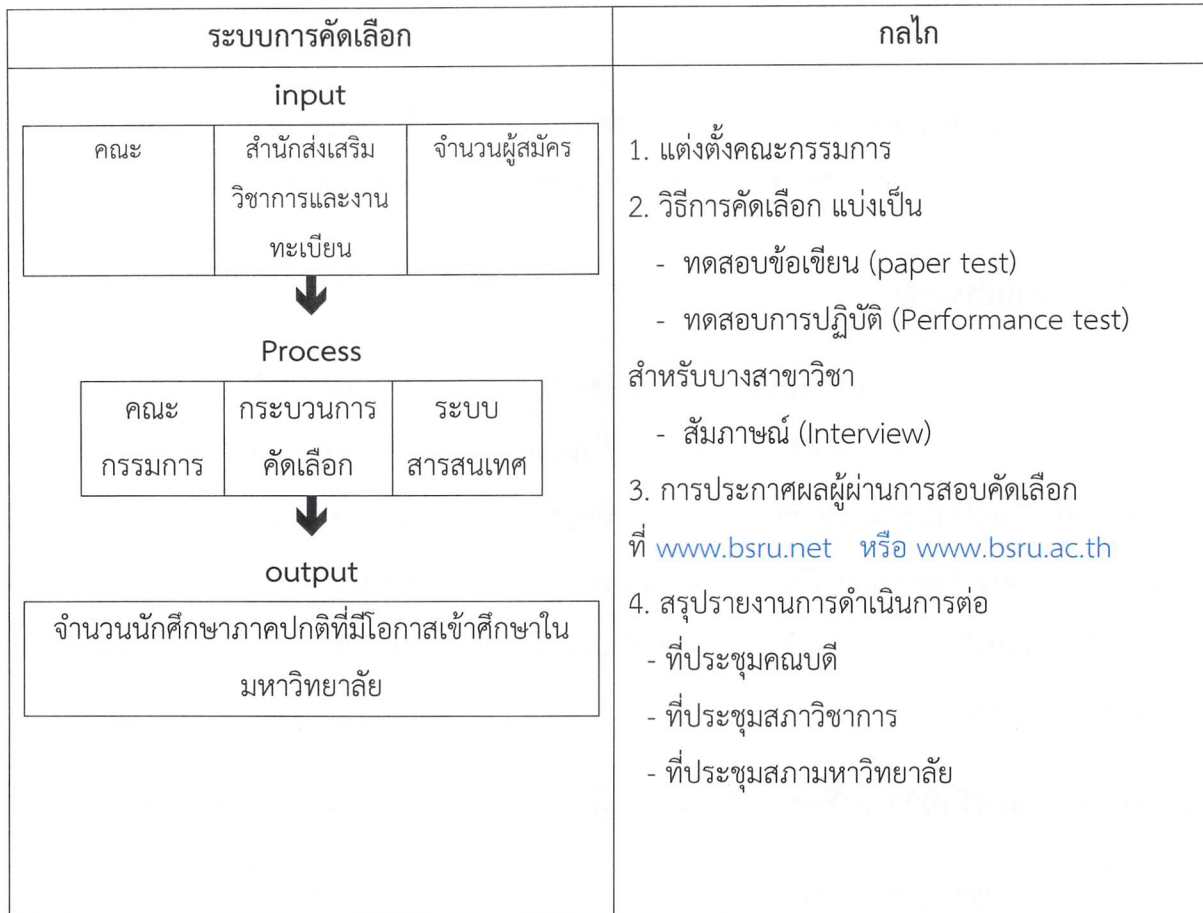 ระบบการคัดเลือก
input
คณะ
สำนักส่งเสริม
วิชาการและงาน
ทะเบียน
จำนวนผู้สมัคร
Process
คณะ
กรรมการ
กระบวนการ
คัดเลือก
ระบบ
สารสนเทศ
output
จำนวนนักศึกษาภาคปกติที่มีโอกาสเข้าศึกษาใน
มหาวิทยาลัย
กลไก
1. แต่งตั้งคณะกรรมการ
2. วิธีการคัดเลือก แบ่งเป็น
- ทดสอบข้อเขียน (paper test)
- ทดสอบการปฏิบัติ (Performance test)
สำหรับบางสาขาวิชา
- สัมภาษณ์ (Interview)
3. การประกาศผลผู้ผ่านการสอบคัดเลือก
ที่ www.bsru.net หรือ www.bsru.ac.th
4. สรุปรายงานการดำเนินการต่อ
- ที่ประชุมคณบดี
- ที่ประชุมสภาวิชาการ
- ที่ประชุมสภามหาวิทยาลัย